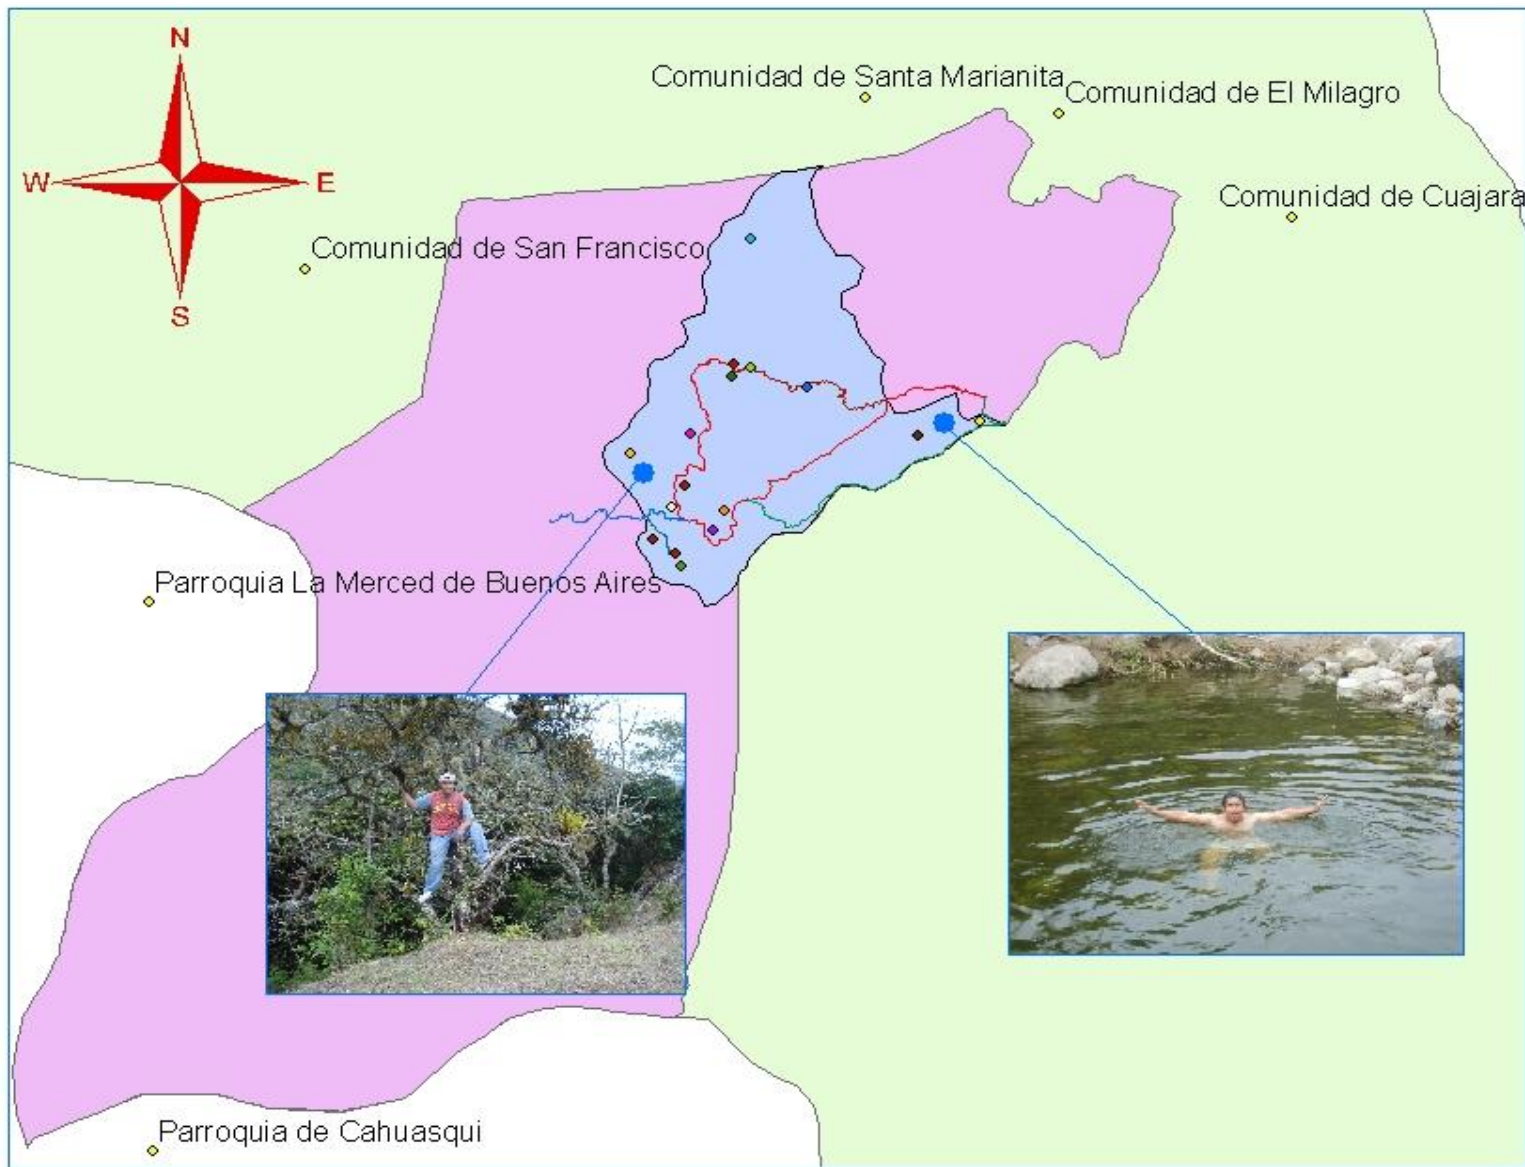 N
Comunidad de Santa Marianita
Comunidad de El Milagro
W
E
Comunidad de Cuajara
Comunidad de San Francisco
S
Parroquia La Merced de Buenos Aires
Parroquia de Cahuasqui